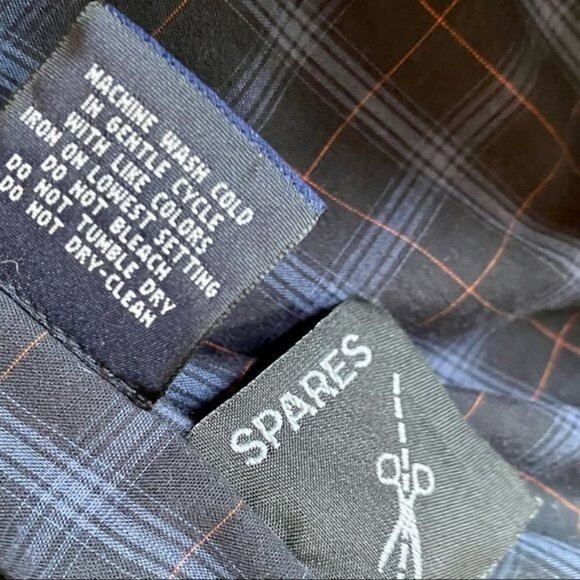 MACHINE WASH COLD
IN GENTLE CYCLE
WITH LIKE COLORS
IRON ON LOWEST SETTING
DO NOT BLEACH
DO NOT TUMBLE DRY
DO NOT DRY-CLEAN
SPARES